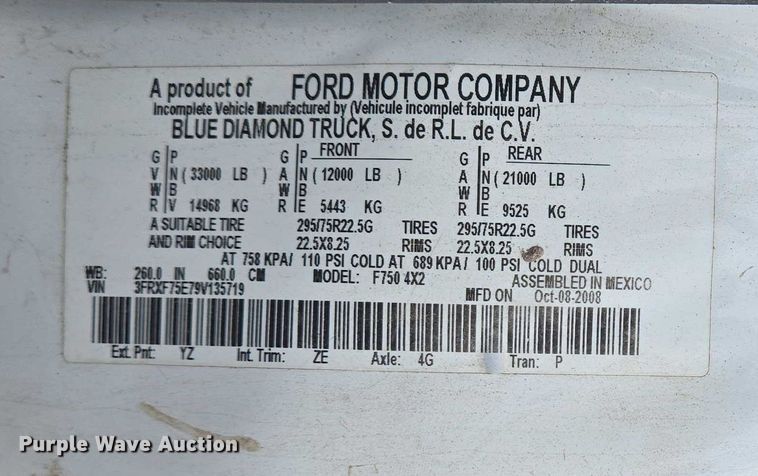 A product of FORD MOTOR COMPANY
Incomplete Vehicle Manufactured by (Vehicule incomplet fabrique par)
BLUE DIAMOND TRUCK, S. de R.L. de C.V.
G P G P FRONT G P REAR
V N ( 33000 LB ) A N ( 12000 LB ) A N ( 21000 LB )
W B W B W B
R V 14968 KG R E 5443 KG R E 9525 KG
A SUITABLE TIRE 295/75R22.5G TIRES 295/75R22.5G TIRES
AND RIM CHOICE 22.5X8.25 RIMS 22.5X8.25 RIMS
AT 758 KPA/ 110 PSI COLD AT 689 KPA/ 100 PSI COLD DUAL
WB: 260.0 IN 660.0 CM MODEL: F750 4X2 ASSEMBLED IN MEXICO
VIN 3FRXF75E79V135719 MFD ON Oct-08-2008
Ext. Pnt: YZ Int. Trim: ZE Axle: 4G Tran: P
Purple Wave Auction